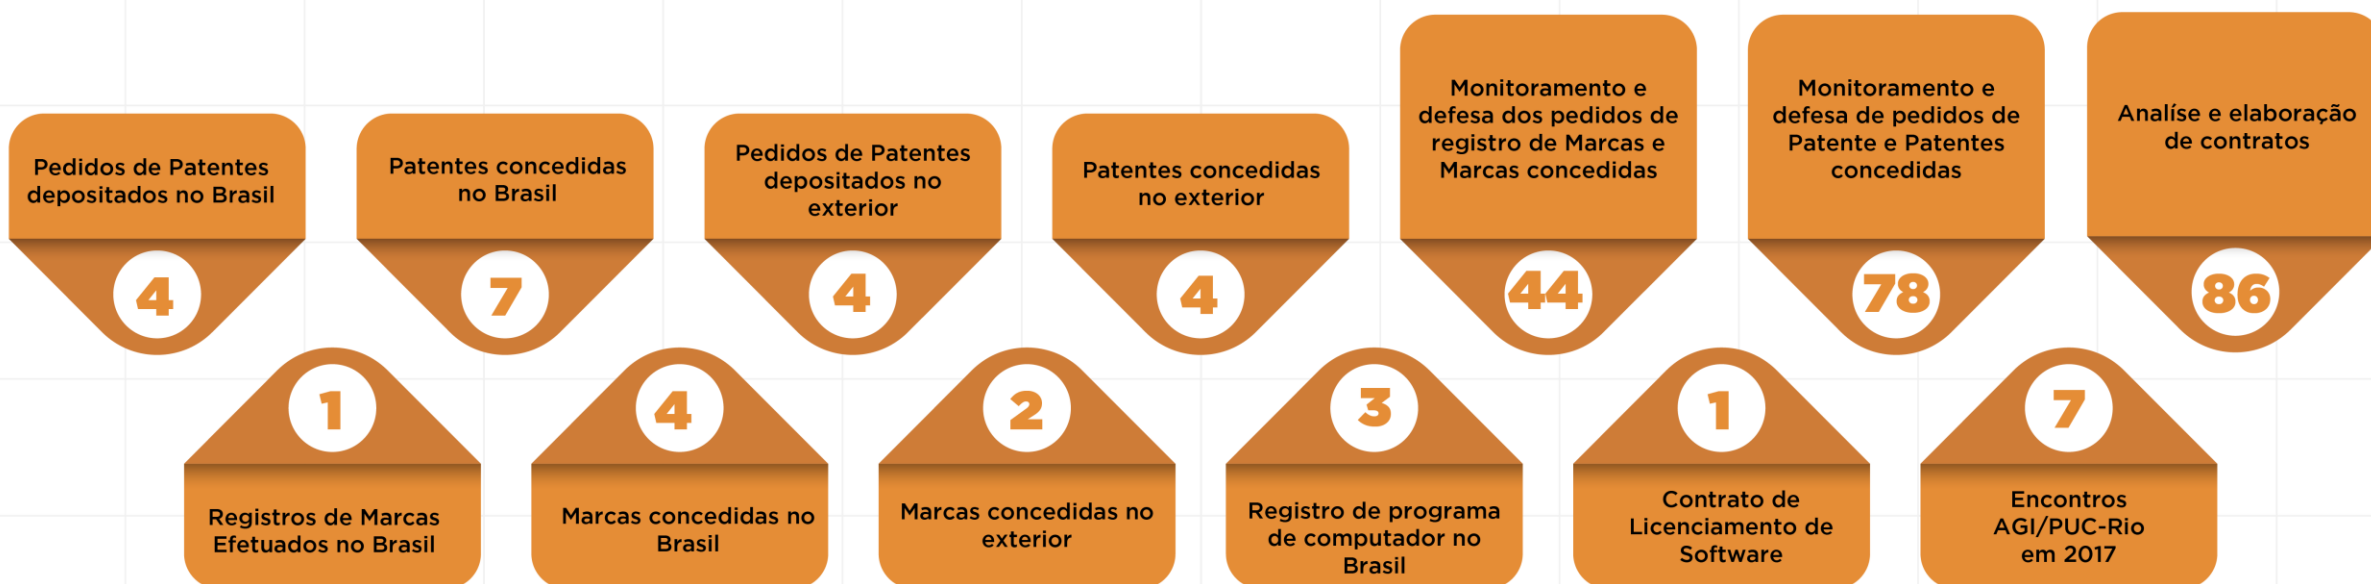 Pedidos de Patentes
depositados no Brasil
4
Patentes concedidas
no Brasil
7
Pedidos de Patentes
depositados no
exterior
4
Patentes concedidas
no exterior
4
Monitoramento e
defesa dos pedidos de
registro de Marcas e
Marcas concedidas
44
Monitoramento e
defesa de pedidos de
Patente e Patentes
concedidas
78
Analíse e elaboração
de contratos
86
1
Registros de Marcas
Efetuados no Brasil
4
Marcas concedidas no
Brasil
2
Marcas concedidas no
exterior
3
Registro de programa
de computador no
Brasil
1
Contrato de
Licenciamento de
Software
7
Encontros
AGI/PUC-Rio
em 2017